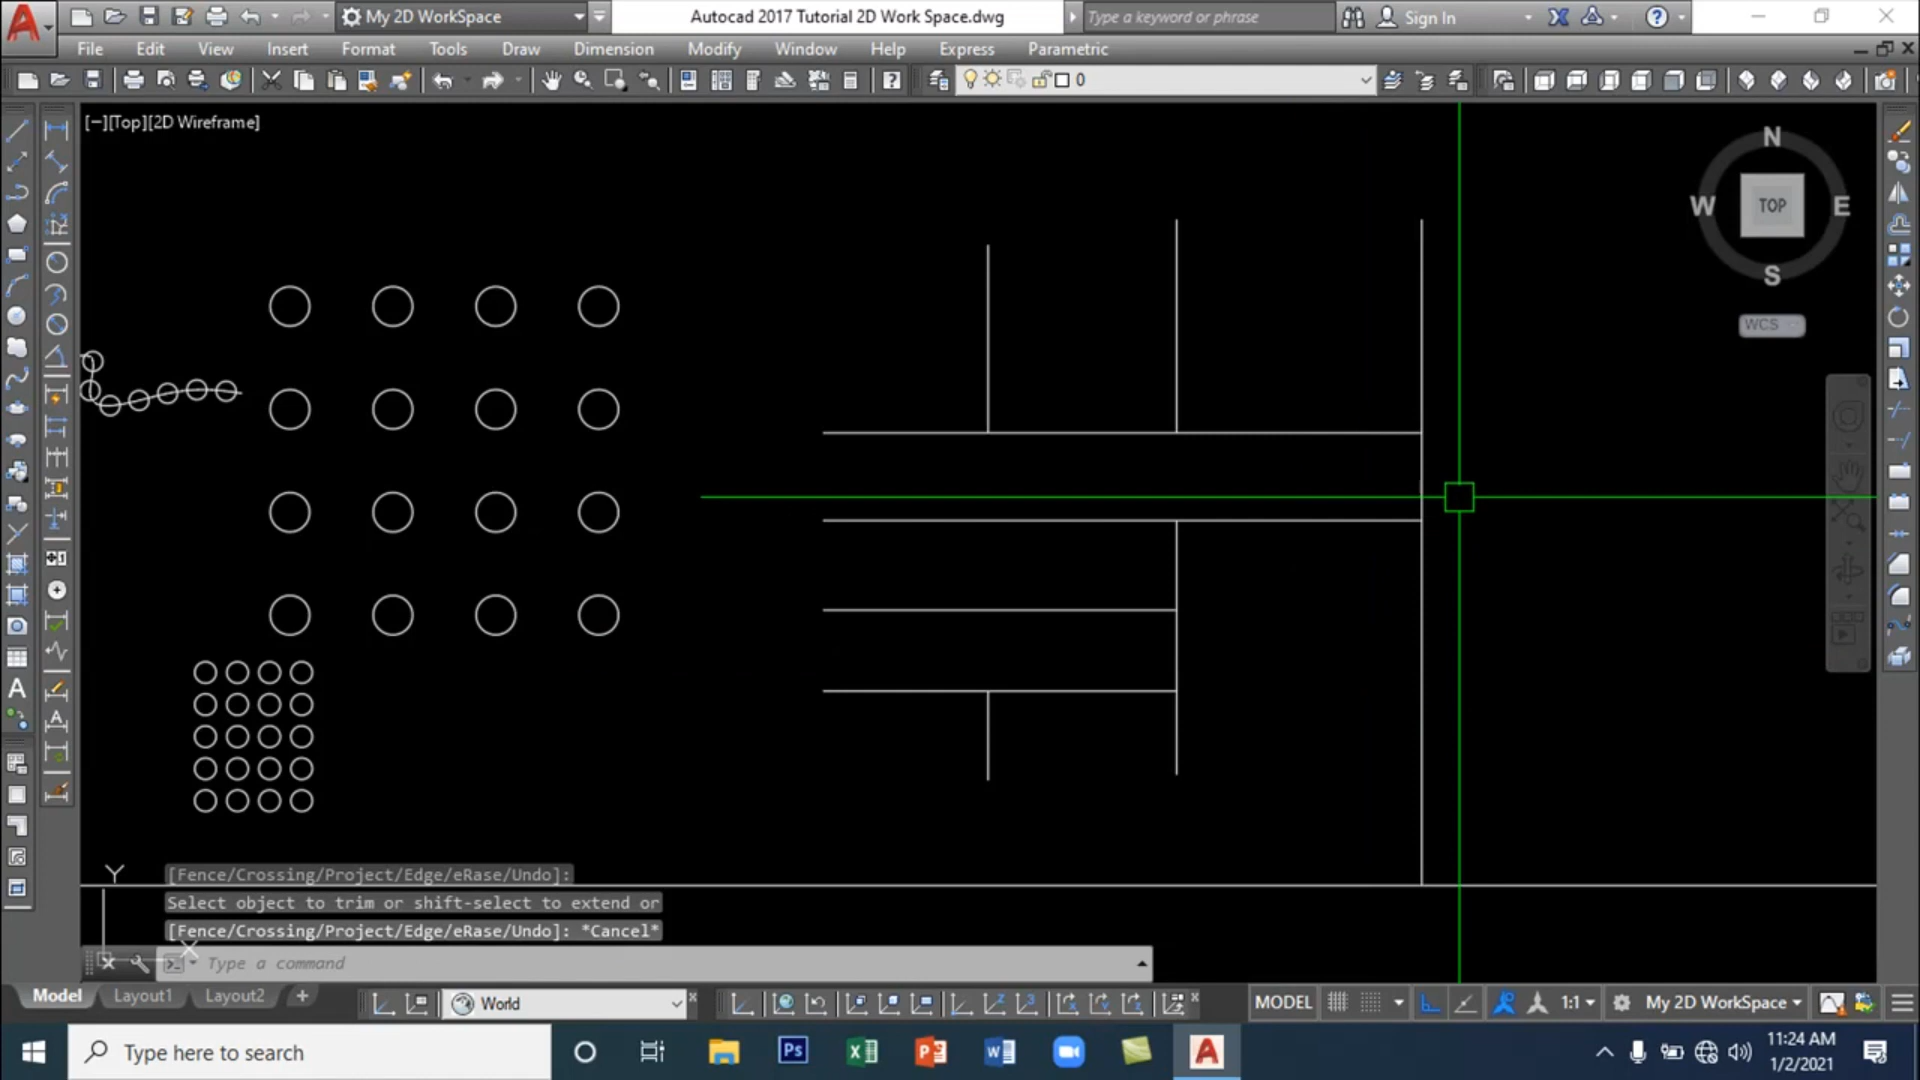 My 2D WorkSpace
Autocad 2017 Tutorial 2D Work Space.dwg
Type a keyword or phrase
Sign In
File Edit View Insert Format Tools Draw Dimension Modify Window Help Express Parametric
0
[−][Top][2D Wireframe]
N
W TOP E
S
WCS
Y
[Fence/Crossing/Project/Edge/eRase/Undo]:
Select object to trim or shift-select to extend or
[Fence/Crossing/Project/Edge/eRase/Undo]: *Cancel*
X
Type a command
Model Layout1 Layout2 +
World
MODEL
1:1
My 2D WorkSpace
Type here to search
Ps
11:24 AM
1/2/2021